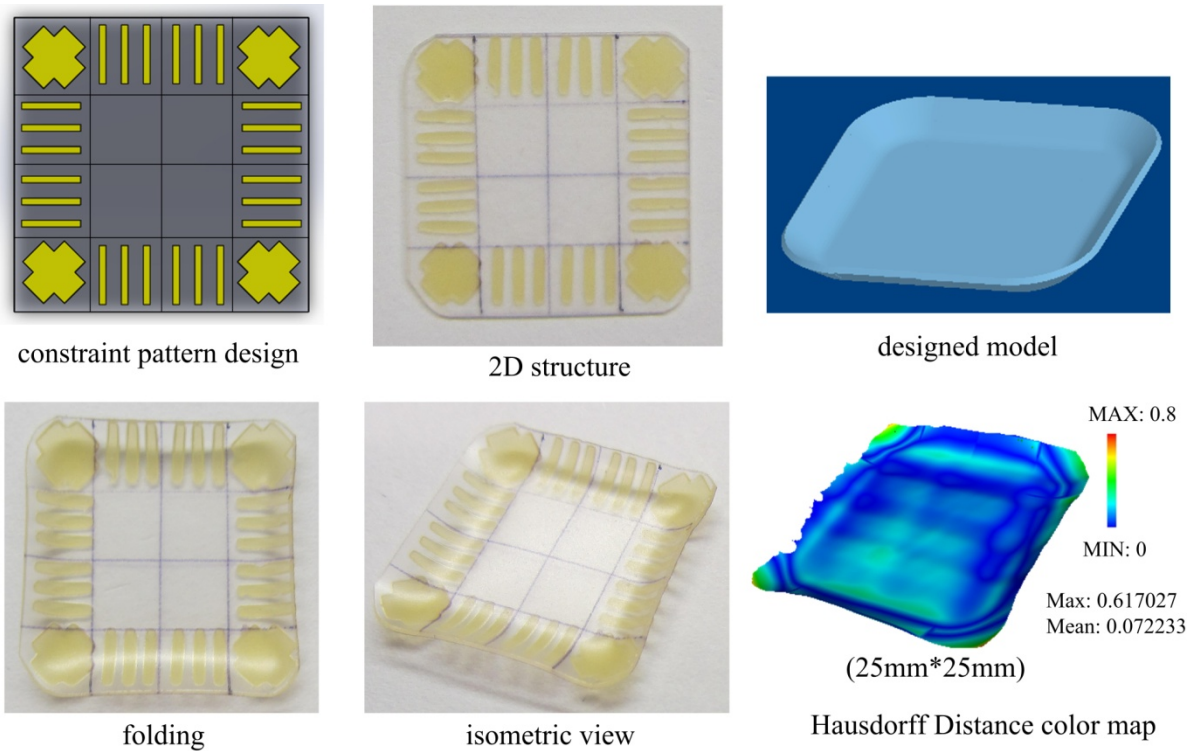 constraint pattern design
2D structure
designed model
MAX: 0.8
MIN: 0
Max: 0.617027
Mean: 0.072233
(25mm*25mm)
folding
isometric view
Hausdorff Distance color map